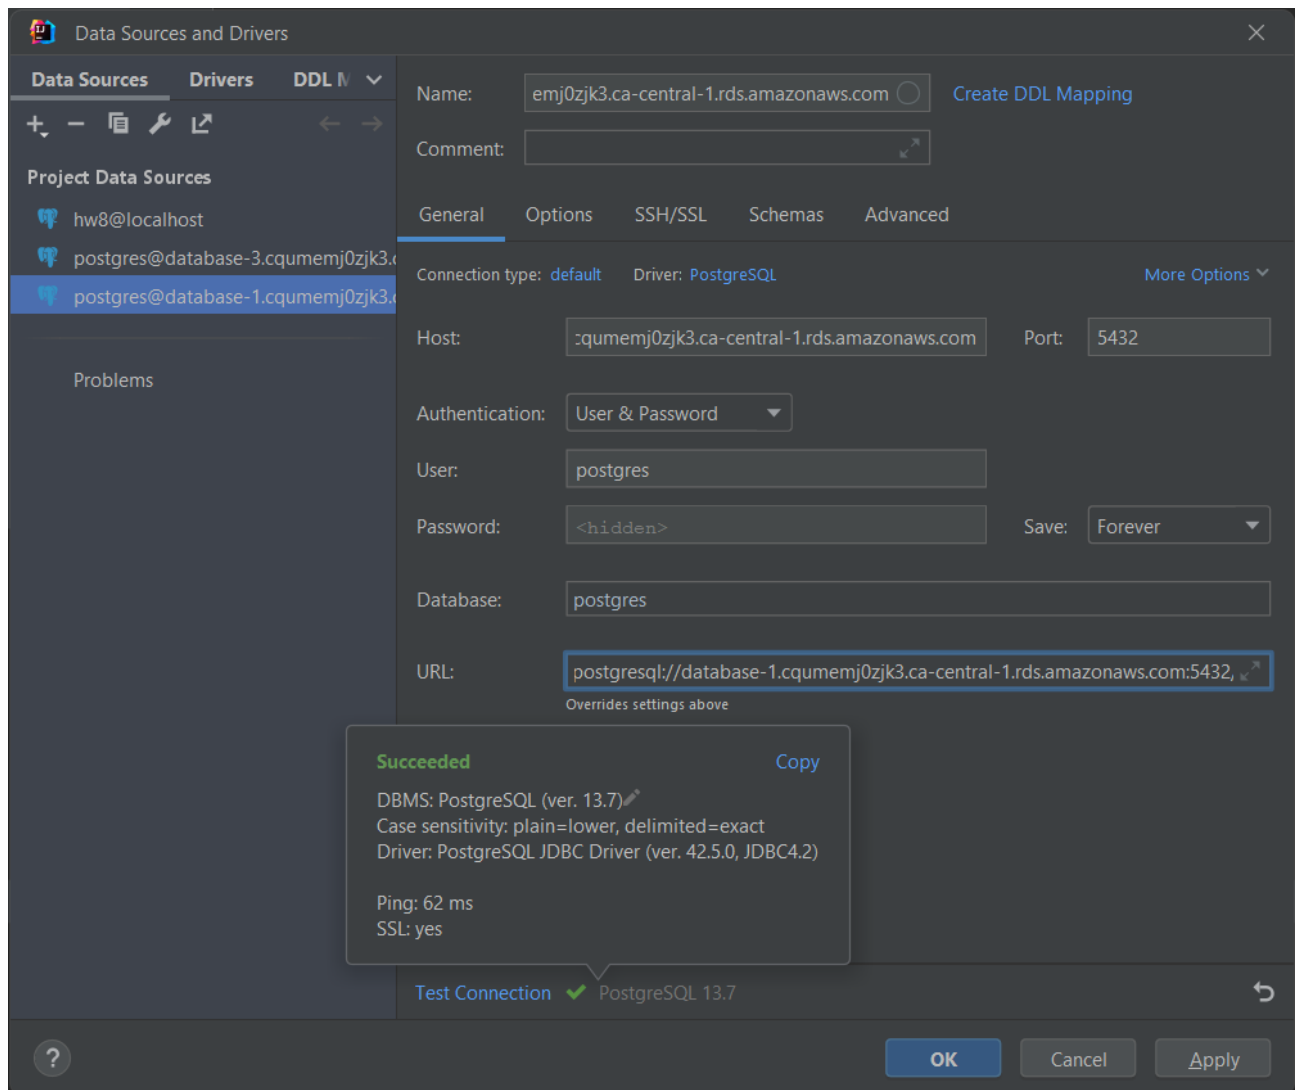 Data Sources and Drivers
Data Sources Drivers DDL M
Project Data Sources
hw8@localhost
postgres@database-3.cqumemj0zjk3.c
postgres@database-1.cqumemj0zjk3.c
Problems
Name: emj0zjk3.ca-central-1.rds.amazonaws.com Create DDL Mapping
Comment:
General Options SSH/SSL Schemas Advanced
Connection type: default Driver: PostgreSQL More Options
Host: cqumemj0zjk3.ca-central-1.rds.amazonaws.com Port: 5432
Authentication: User & Password
User: postgres
Password: <hidden> Save: Forever
Database: postgres
URL: postgresql://database-1.cqumemj0zjk3.ca-central-1.rds.amazonaws.com:5432,
Overrides settings above
Succeeded Copy
DBMS: PostgreSQL (ver. 13.7)
Case sensitivity: plain=lower, delimited=exact
Driver: PostgreSQL JDBC Driver (ver. 42.5.0, JDBC4.2)
Ping: 62 ms
SSL: yes
Test Connection PostgreSQL 13.7
? OK Cancel Apply